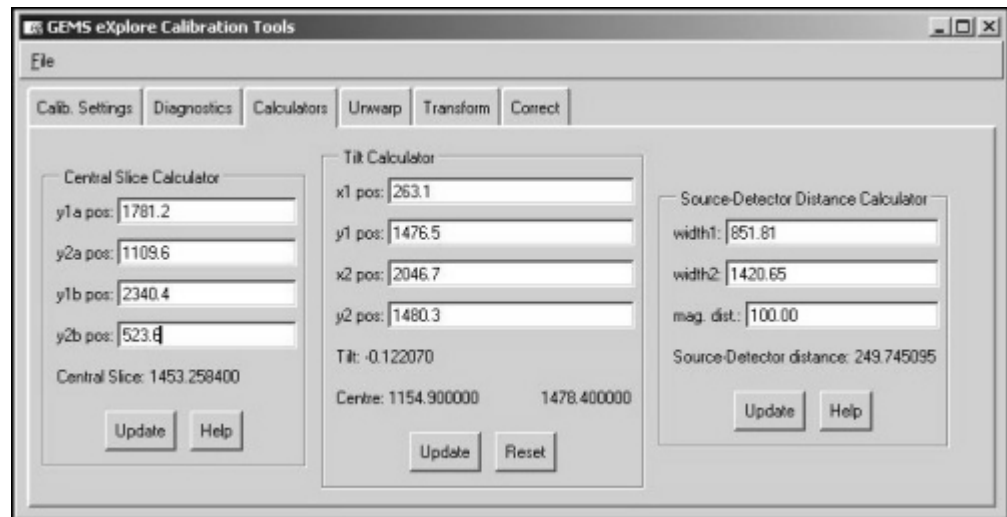 GEMS eXplore Calibration Tools
File
Calib. Settings Diagnostics Calculators Unwarp Transform Correct
Central Slice Calculator
y1a pos: 1781.2
y2a pos: 1109.6
y1b pos: 2340.4
y2b pos: 523.6
Central Slice: 1453.258400
Update Help
Tilt Calculator
x1 pos: 263.1
y1 pos: 1476.5
x2 pos: 2046.7
y2 pos: 1480.3
Tilt: -0.122070
Centre: 1154.900000 1478.400000
Update Reset
Source-Detector Distance Calculator
width1: 851.81
width2: 1420.65
mag. dist.: 100.00
Source-Detector distance: 249.745095
Update Help